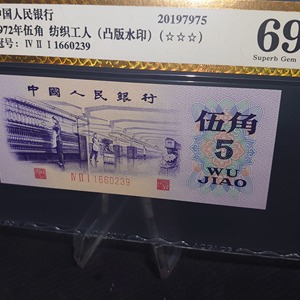 中国人民银行 20197975 69
1972年伍角 纺织工人（凸版水印）(☆☆☆) Superb Gem
冠号：IV II I 1660239
中國人民銀行
伍角
5
WU
JIAO
IV II I 1660239